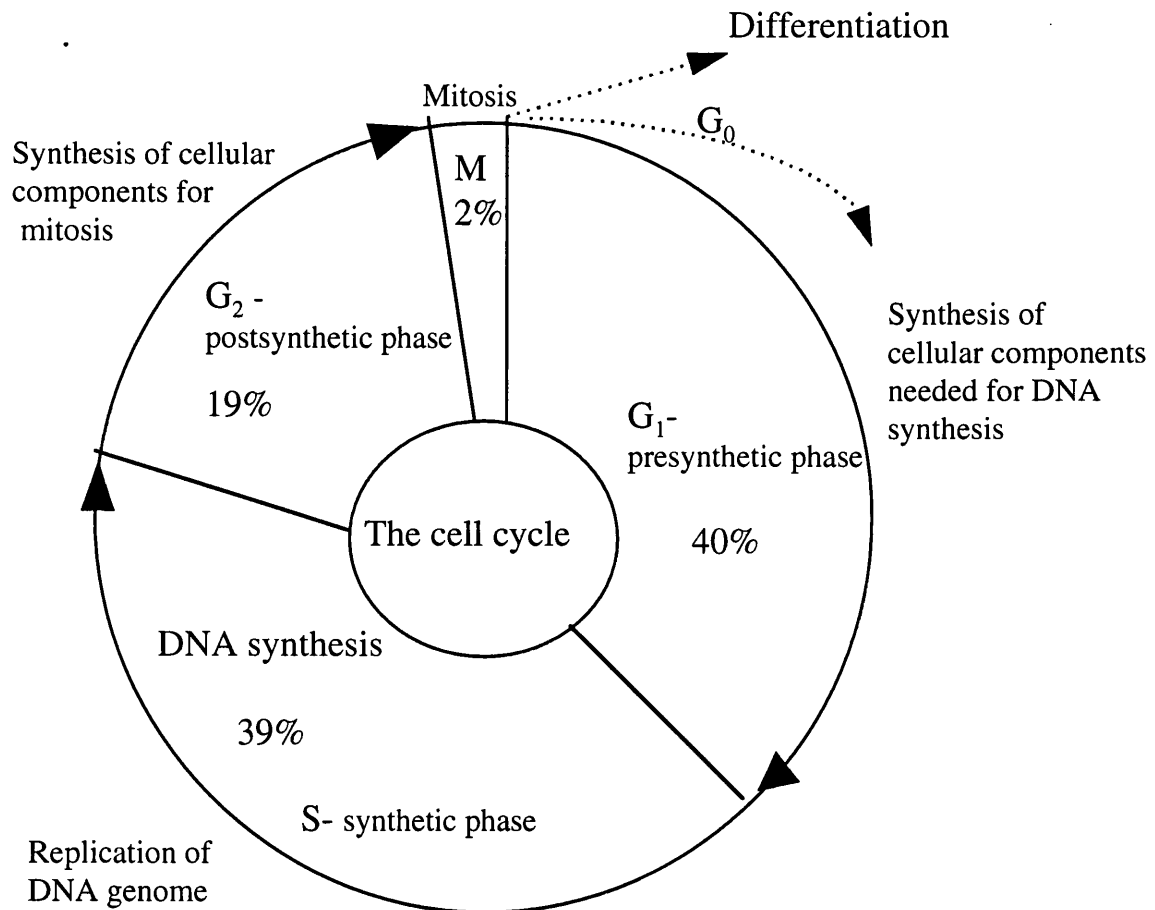 Differentiation
Mitosis
G₀
Synthesis of cellular
components for
mitosis
M
2%
G₂ -
postsynthetic phase
19%
Synthesis of
cellular components
needed for DNA
synthesis
G₁-
presynthetic phase
40%
The cell cycle
DNA synthesis
39%
S- synthetic phase
Replication of
DNA genome